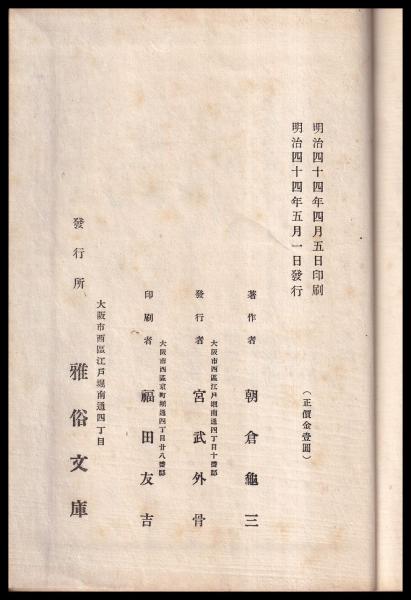 明治四十四年四月五日印刷
明治四十四年五月一日發行
（正價金壹圓）
著作者　朝倉龜三
大阪市西區江戸堀南通四丁目十番邸
發行者　宮武外骨
大阪市西區京町堀通四丁目廿八番邸
印刷者　福田友吉
大阪市西區江戸堀南通四丁目
發行所　雅俗文庫